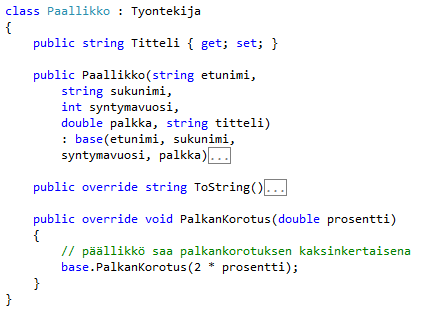 class Paallikko : Tyontekija
{
    public string Titteli { get; set; }

    public Paallikko(string etunimi,
        string sukunimi,
        int syntymavuosi,
        double palkka, string titteli)
        : base(etunimi, sukunimi,
        syntymavuosi, palkka)...

    public override string ToString()...

    public override void PalkanKorotus(double prosentti)
    {
        // päällikkö saa palkankorotuksen kaksinkertaisena
        base.PalkanKorotus(2 * prosentti);
    }
}